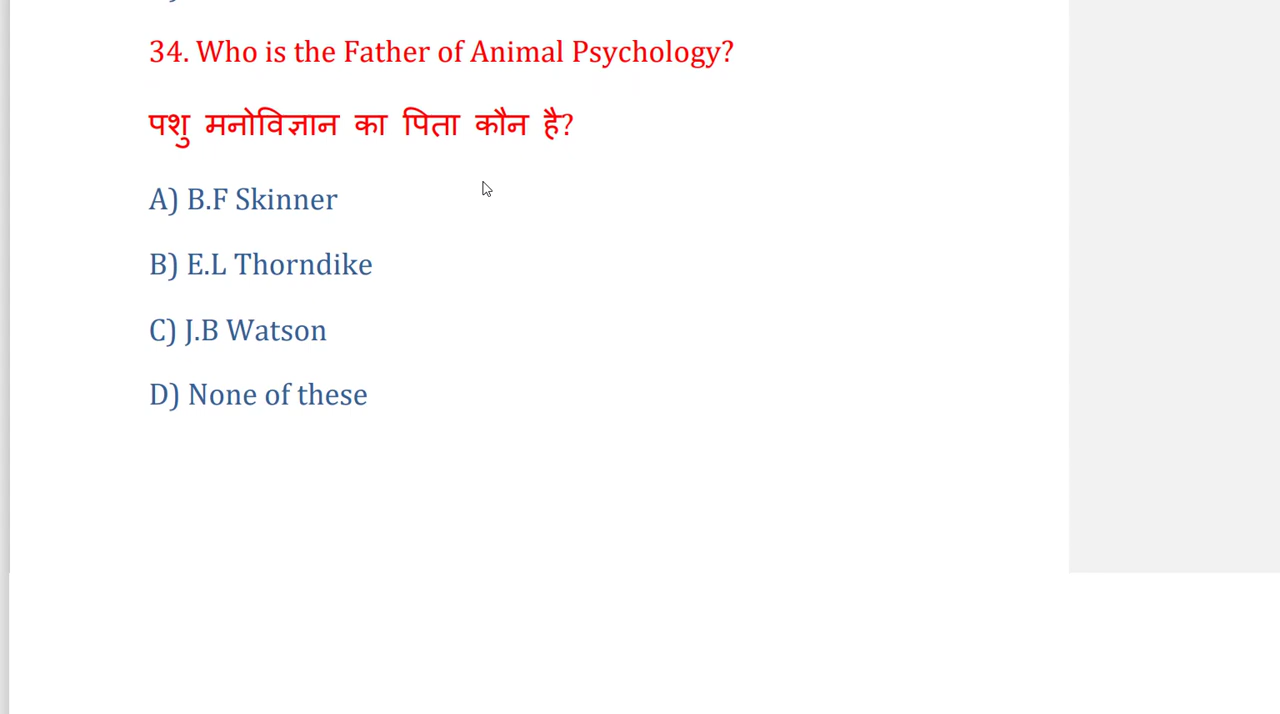 34. Who is the Father of Animal Psychology?
पशु मनोविज्ञान का पिता कौन है?
A) B.F Skinner
B) E.L Thorndike
C) J.B Watson
D) None of these